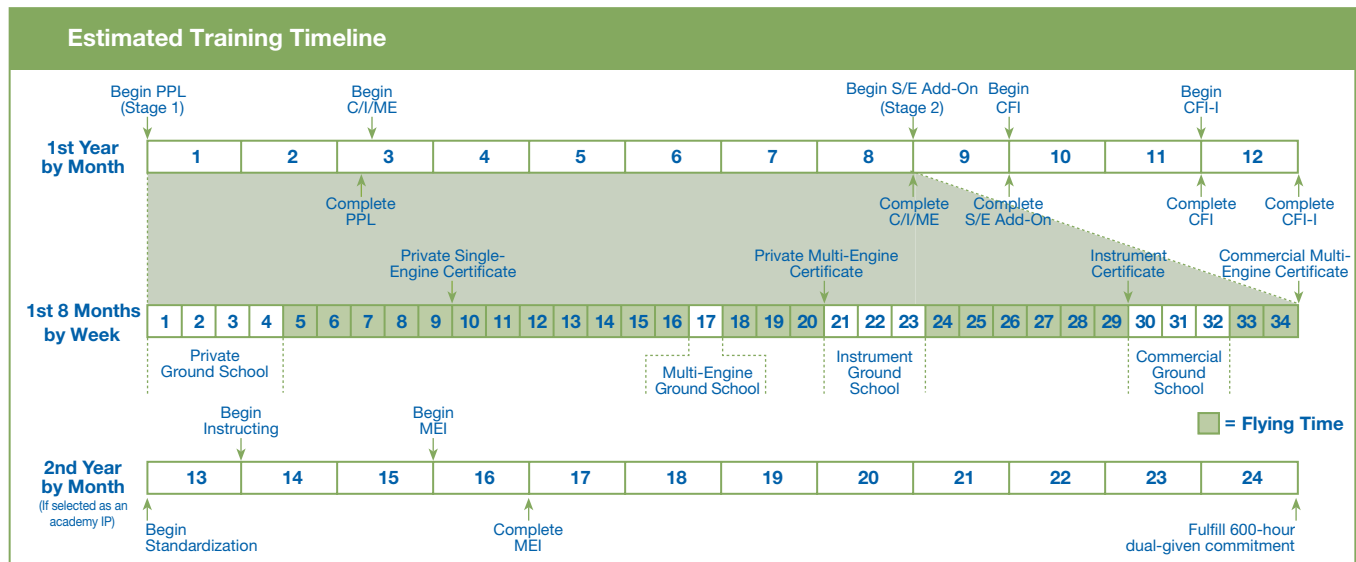 Estimated Training Timeline
Begin PPL
(Stage 1)
Begin
C/I/ME
Begin S/E Add-On
(Stage 2)
Begin
CFI
Begin
CFI-I
1st Year
by Month
1 2 3 4 5 6 7 8 9 10 11 12
Complete
PPL
Complete
C/I/ME
Complete
S/E Add-On
Complete
CFI
Complete
CFI-I
Private Single-
Engine Certificate
Private Multi-Engine
Certificate
Instrument
Certificate
Commercial Multi-
Engine Certificate
1st 8 Months
by Week
1 2 3 4 5 6 7 8 9 10 11 12 13 14 15 16 17 18 19 20 21 22 23 24 25 26 27 28 29 30 31 32 33 34
Private
Ground School
Multi-Engine
Ground School
Instrument
Ground
School
Commercial
Ground
School
= Flying Time
Begin
Instructing
Begin
MEI
2nd Year
by Month
(If selected as an
academy IP)
13 14 15 16 17 18 19 20 21 22 23 24
Begin
Standardization
Complete
MEI
Fulfill 600-hour
dual-given commitment